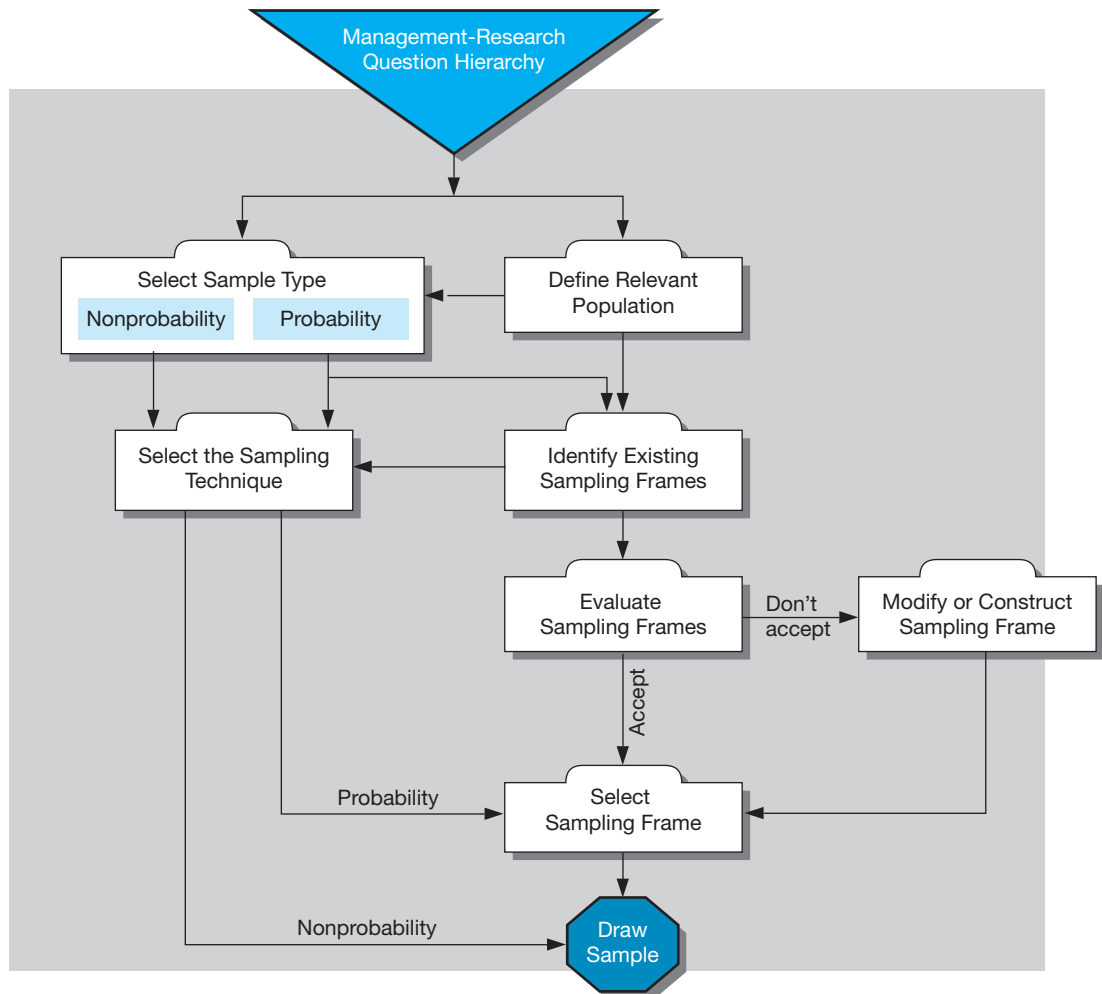 Management-Research
Question Hierarchy
Select Sample Type
Nonprobability
Probability
Define Relevant
Population
Select the Sampling
Technique
Identify Existing
Sampling Frames
Evaluate
Sampling Frames
Don't
accept
Modify or Construct
Sampling Frame
Accept
Probability
Select
Sampling Frame
Nonprobability
Draw
Sample